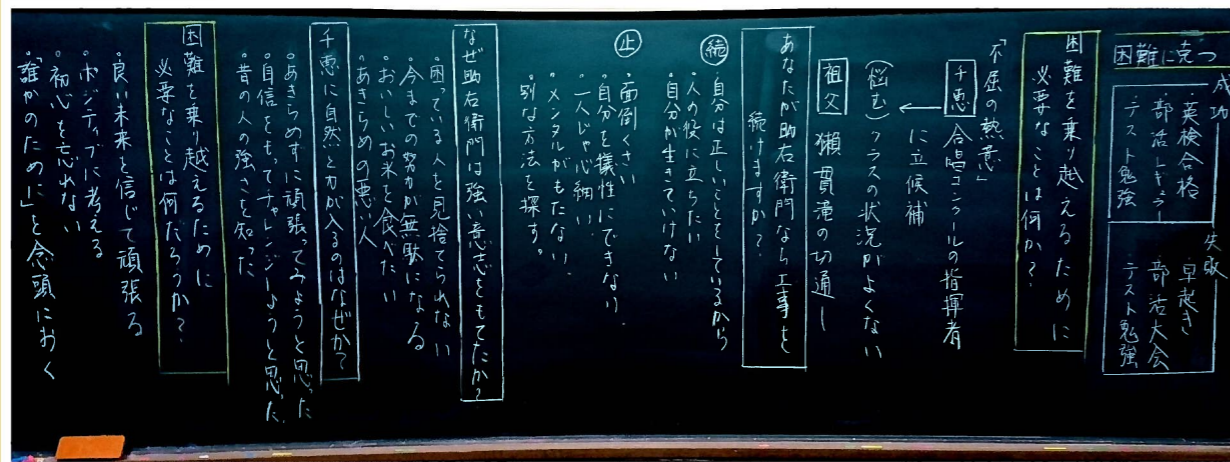 困難に克つ
成功
・英検合格
・部活レギュラー
・テスト勉強
失敗
早起き
部活大会
テスト勉強
困難を乗り越えるために
必要なことは何か?
「不屈の熱意」
千恵 合唱コンクールの指揮者
に立候補
(悩む) クラスの状況がよくない
祖父 獺貫滝の切通し
あなたが助右衛門なら工事を
続けますか?
続 ・自分は正しいことをしているから
・人の役に立ちたい
・自分が生きていけない
止 ・面倒くさい
・自分を犠牲にできない。
・一人じゃ心細い
・メンタルがもたない、
・別な方法を探す。
なぜ助右衛門は強い意志をもてたか?
・困っている人を見捨てられない
・今までの努力が無駄になる
・おいしいお米を食べたい
・あきらめの悪い人
千恵に自然と力が入るのはなぜか?
・あきらめずに頑張ってみようと思った
・自信をもってチャレンジしようと思った。
・昔の人の強さを知った
困難を乗り越えるために
必要なことは何だろうか?
・良い未来を信じて頑張る
・ポジティブに考える
・初心を忘れない
・「誰かのために」を念頭におく